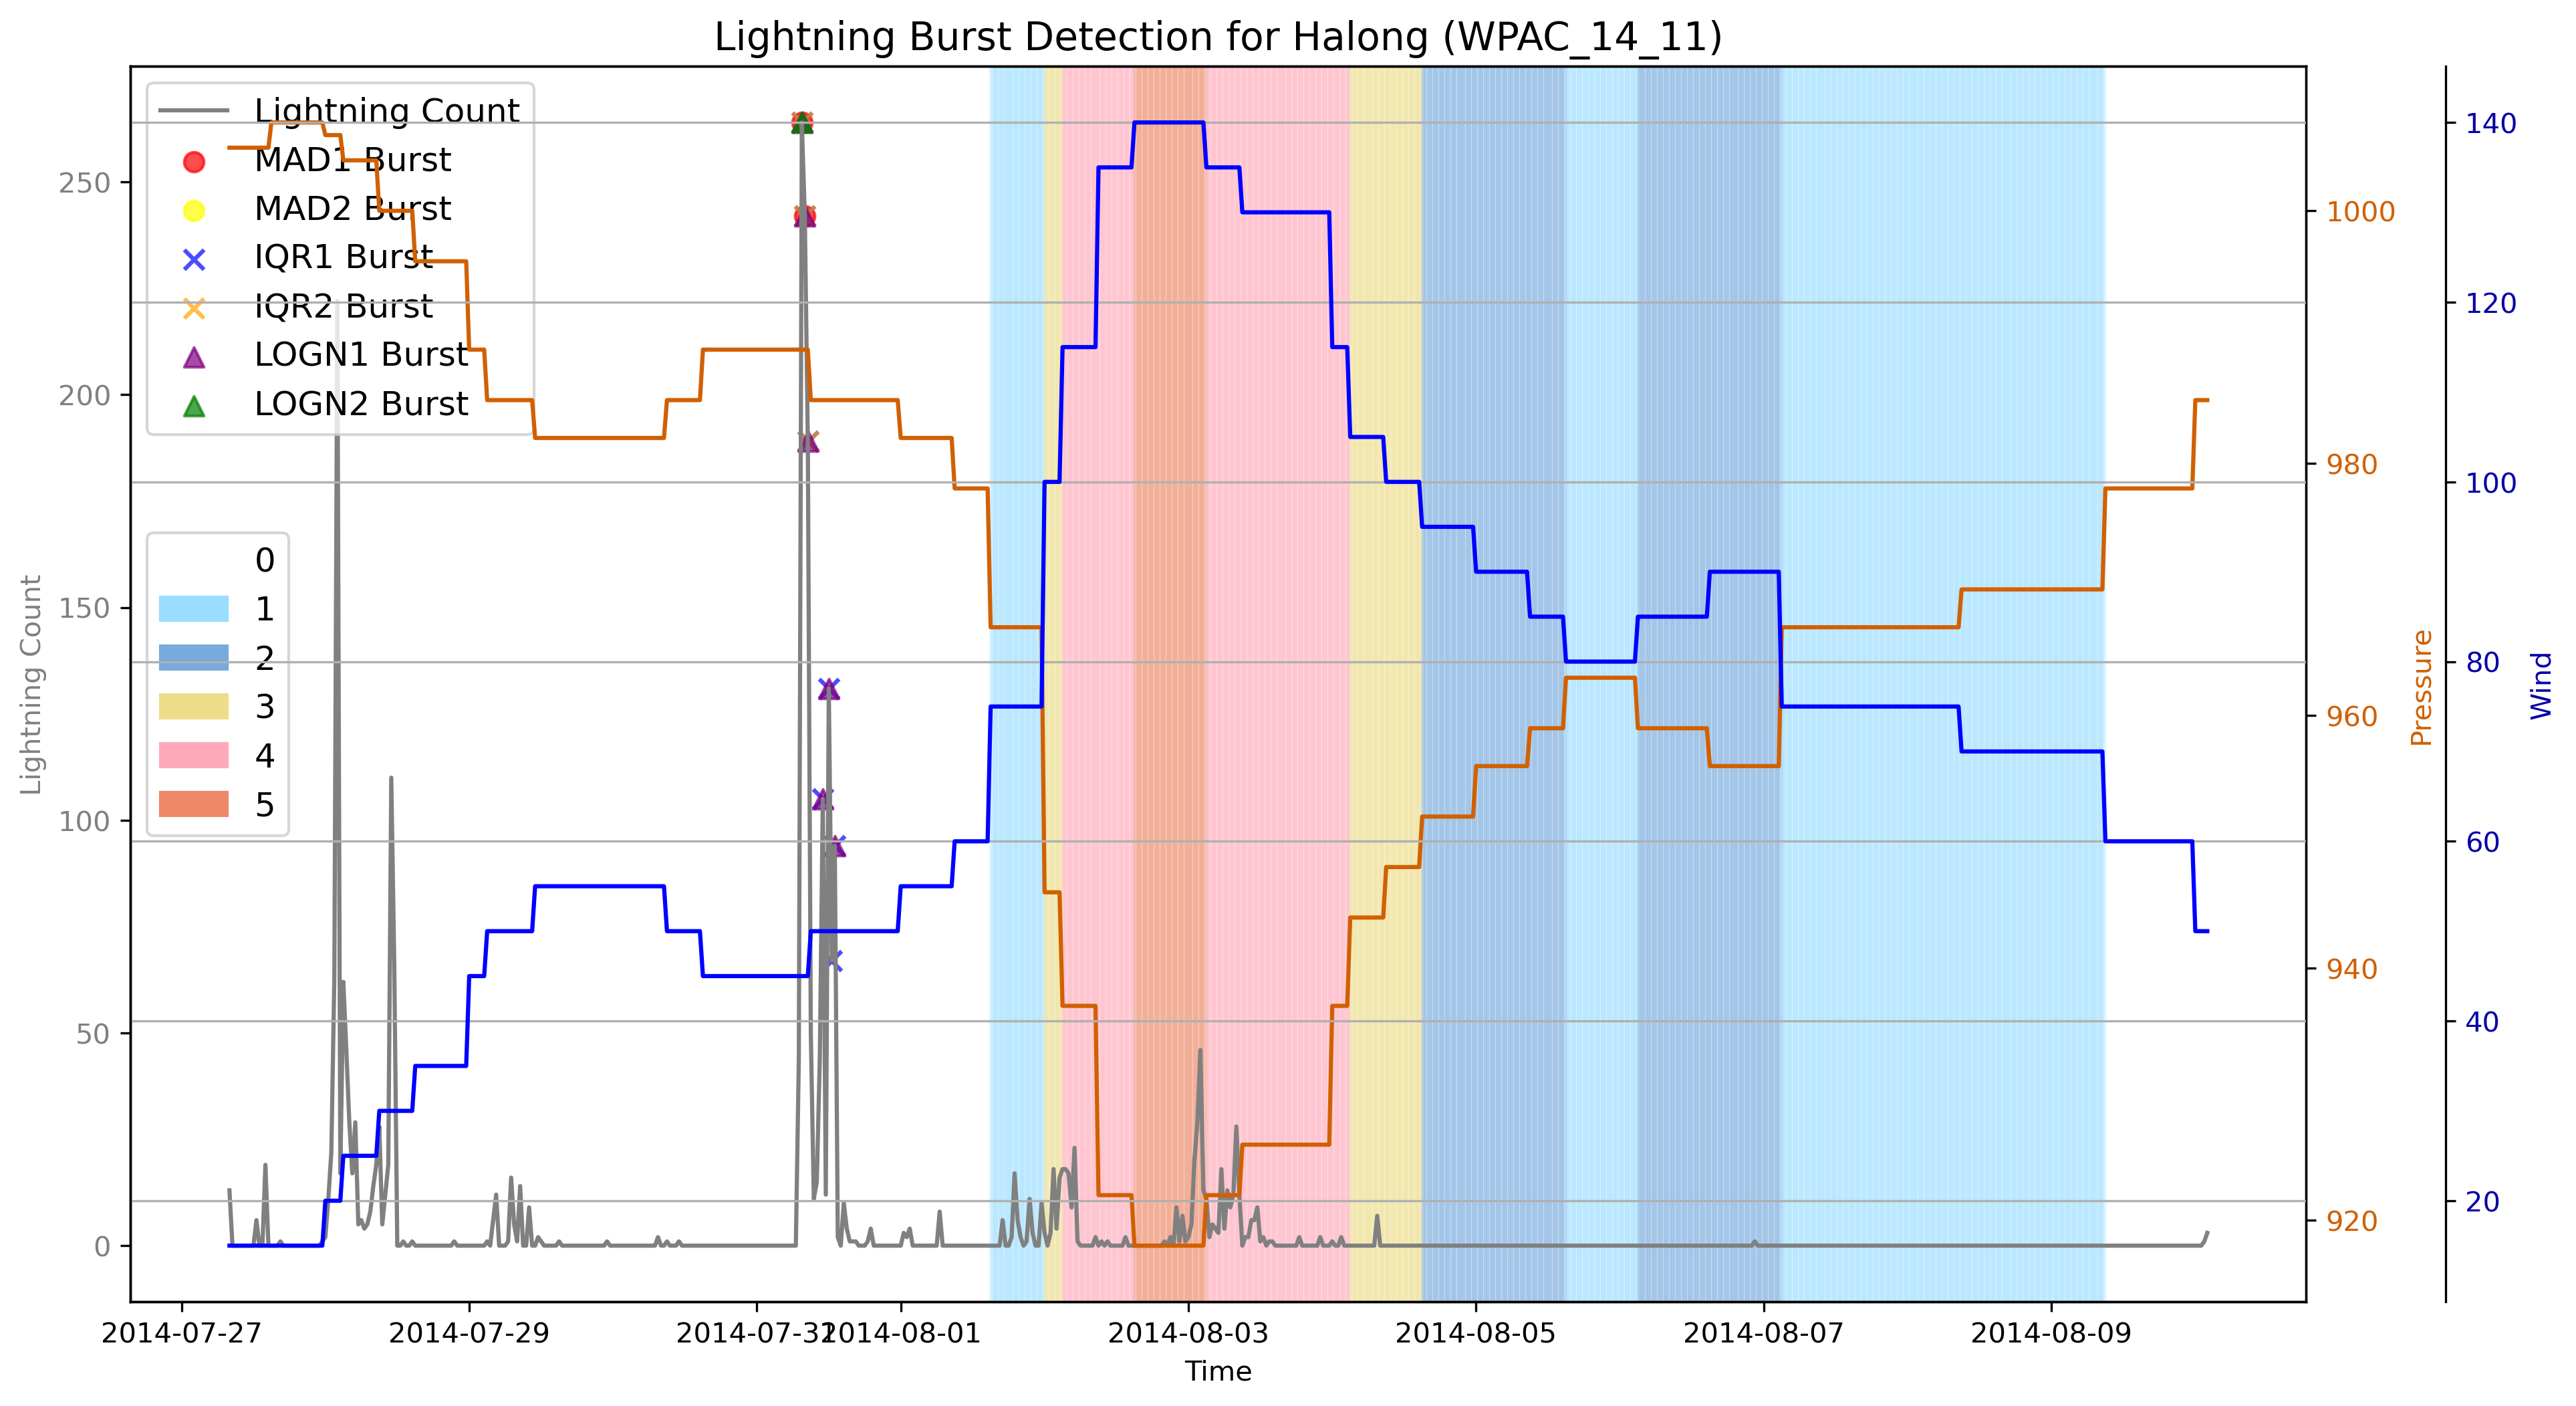 Lightning Burst Detection for Halong (WPAC_14_11)
Lightning Count
MAD1 Burst
MAD2 Burst
IQR1 Burst
IQR2 Burst
LOGN1 Burst
LOGN2 Burst
0
1
2
3
4
5
Lightning Count
250
200
150
100
50
0
1000
980
960
940
920
Pressure
140
120
100
80
60
40
20
Wind
2014-07-27
2014-07-29
2014-07-31
2014-08-01
2014-08-03
2014-08-05
2014-08-07
2014-08-09
Time